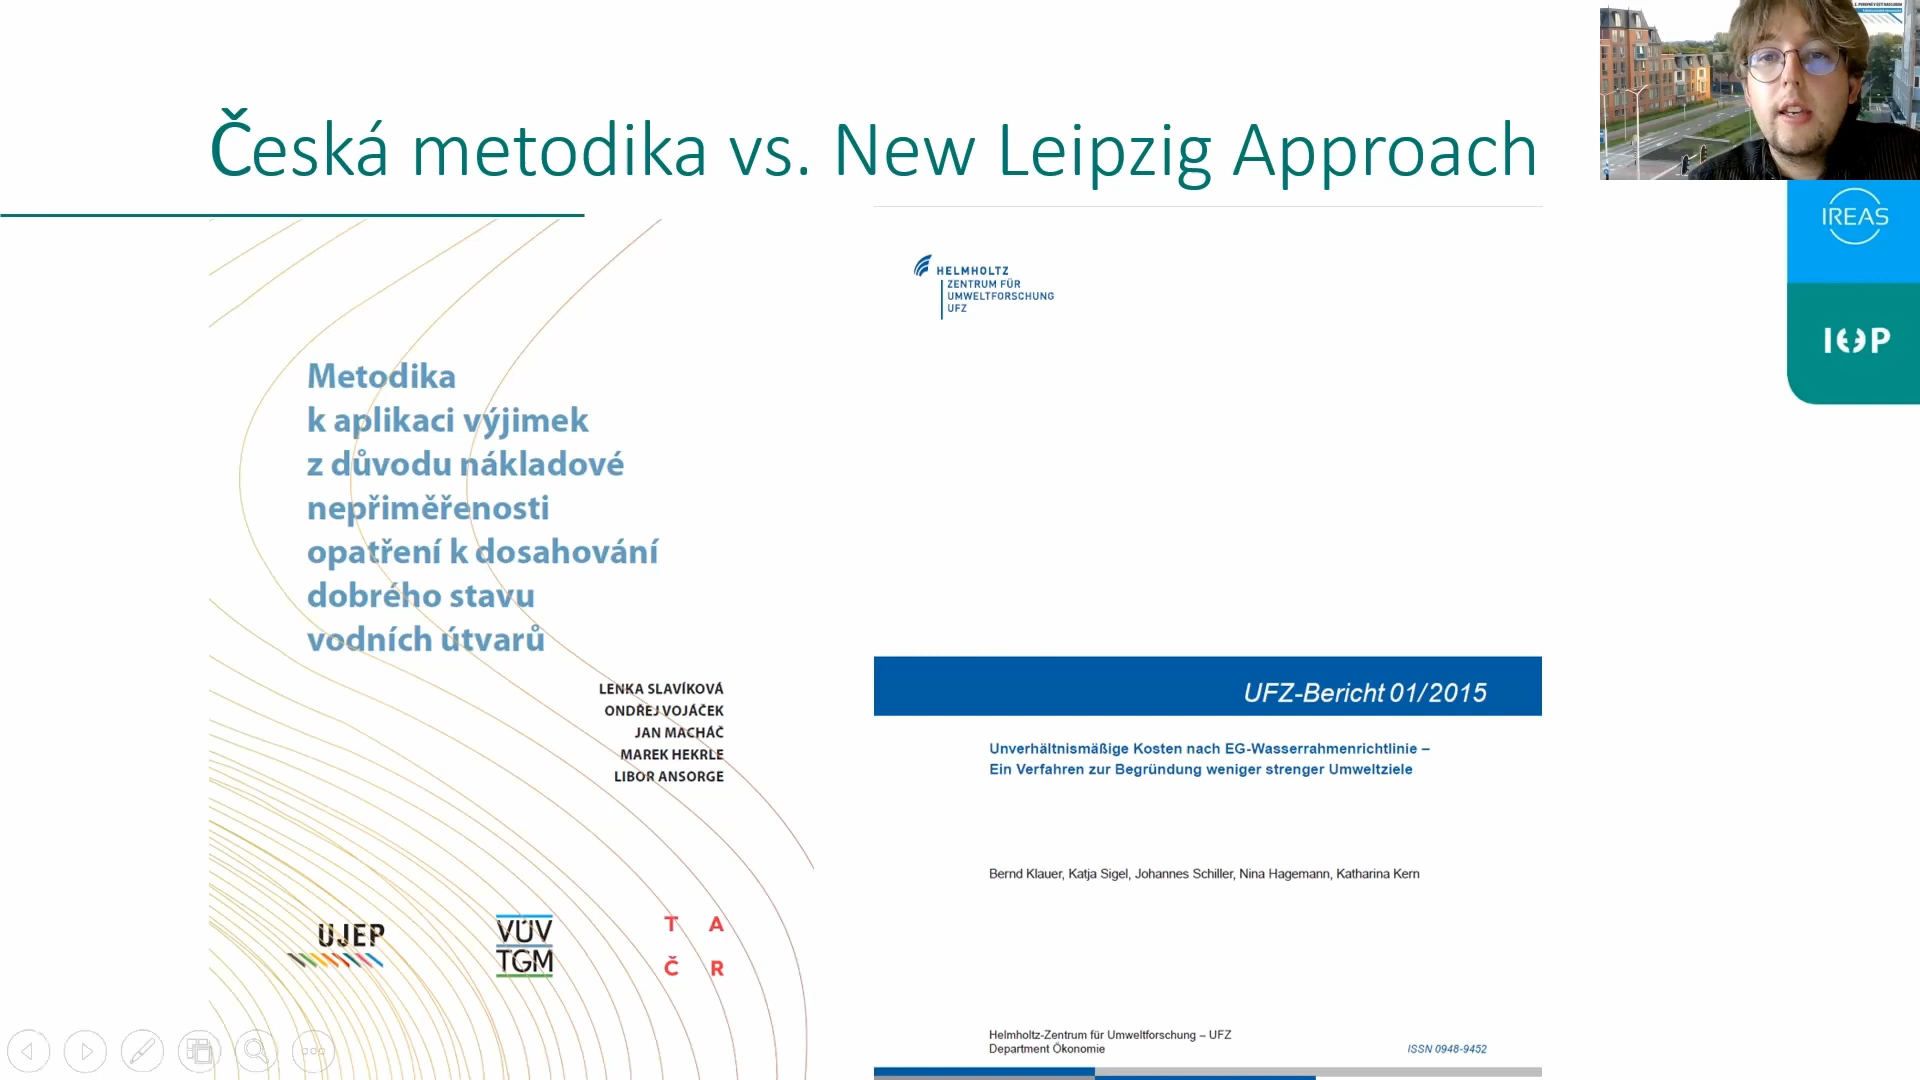 Česká metodika vs. New Leipzig Approach
IREAS
Metodika
k aplikaci výjimek
z důvodu nákladové
nepřiměřenosti
opatření k dosahování
dobrého stavu
vodních útvarů
LENKA SLAVÍKOVÁ
ONDŘEJ VOJÁČEK
JAN MACHÁČ
MAREK HEKRLE
LIBOR ANSORGE
UJEP
VÚV
TGM
T A
Č R
HELMHOLTZ
ZENTRUM FÜR
UMWELTFORSCHUNG
UFZ
UFZ-Bericht 01/2015
Unverhältnismäßige Kosten nach EG-Wasserrahmenrichtlinie –
Ein Verfahren zur Begründung weniger strenger Umweltziele
Bernd Klauer, Katja Sigel, Johannes Schiller, Nina Hagemann, Katharina Kern
Helmholtz-Zentrum für Umweltforschung – UFZ
Department Ökonomie
ISSN 0948-9452